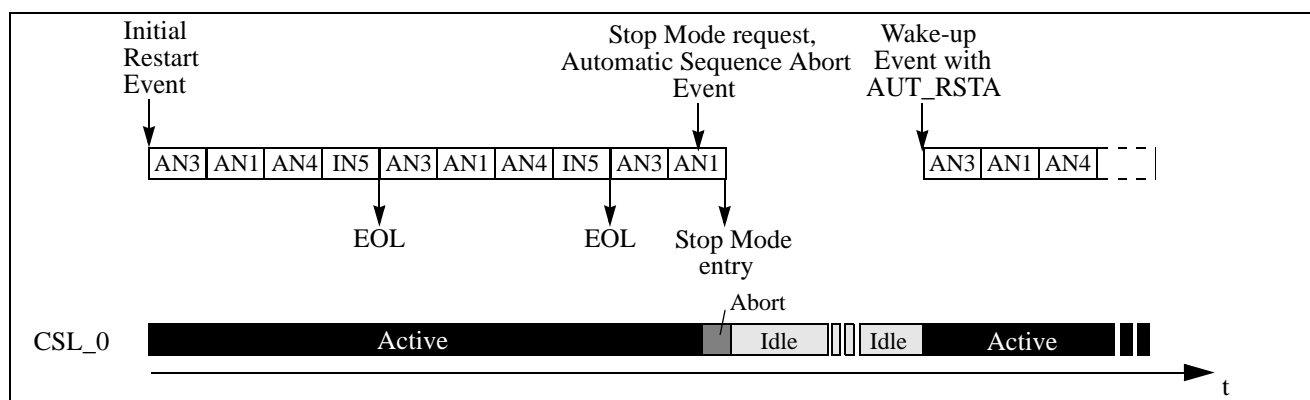 Initial
Restart
Event
Stop Mode request,
Automatic Sequence Abort
Event
Wake-up
Event with
AUT_RSTA
AN3 AN1 AN4 IN5 AN3 AN1 AN4 IN5 AN3 AN1
AN3 AN1 AN4
EOL
EOL
Stop Mode
entry
Abort
CSL_0
Active
Idle
Idle
Active
t